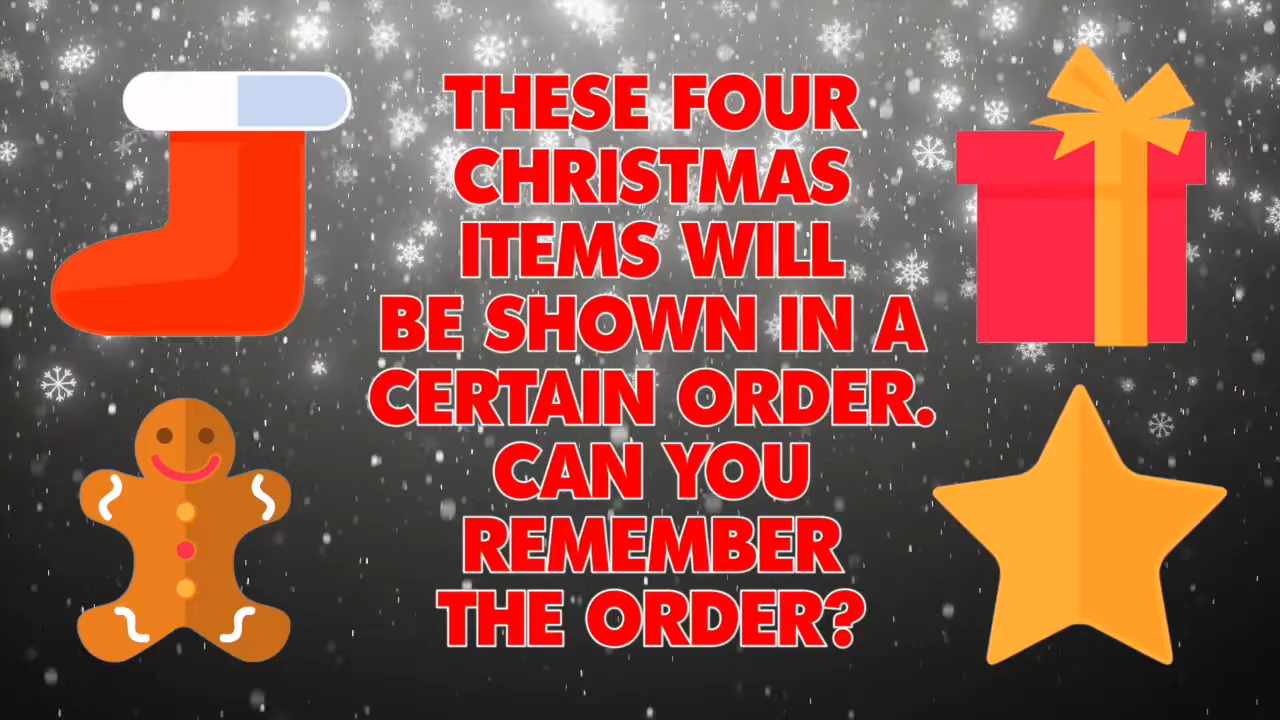 THESE FOUR
CHRISTMAS
ITEMS WILL
BE SHOWN IN A
CERTAIN ORDER.
CAN YOU
REMEMBER
THE ORDER?